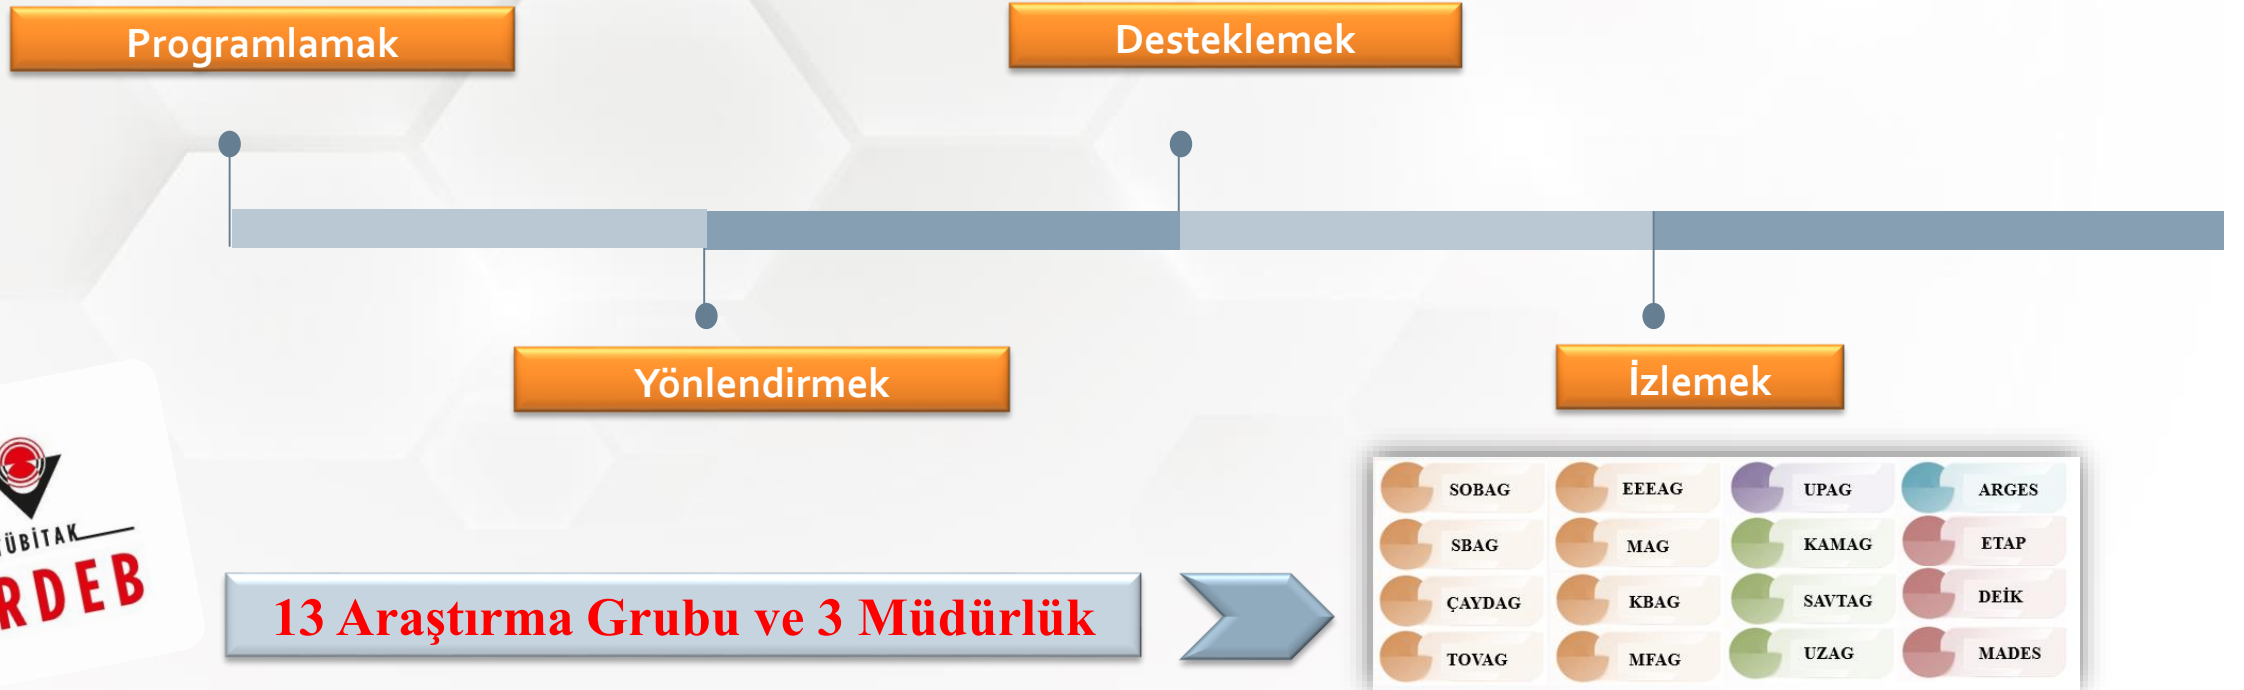 Programlamak
Desteklemek
Yönlendirmek
İzlemek
ÜBİTAK
RDEB
13 Araştırma Grubu ve 3 Müdürlük
SOBAG EEEAG UPAG ARGES
SBAG MAG KAMAG ETAP
ÇAYDAG KBAG SAVTAG DEİK
TOVAG MFAG UZAG MADES